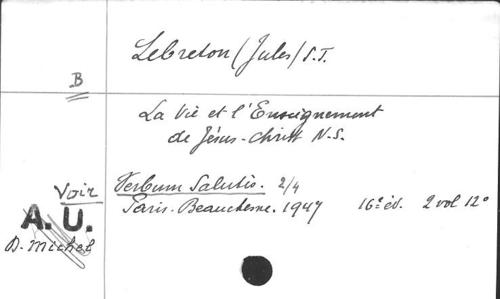 Lebreton (Jules) S.J.
B
La Vie et l'Enseignement
de Jésus-Christ N.S.
Voir
Verbum Salutis. 2/4
A. U.
Paris. Beauchesne. 1947 16e éd. 2 vol 12°
D. Michel